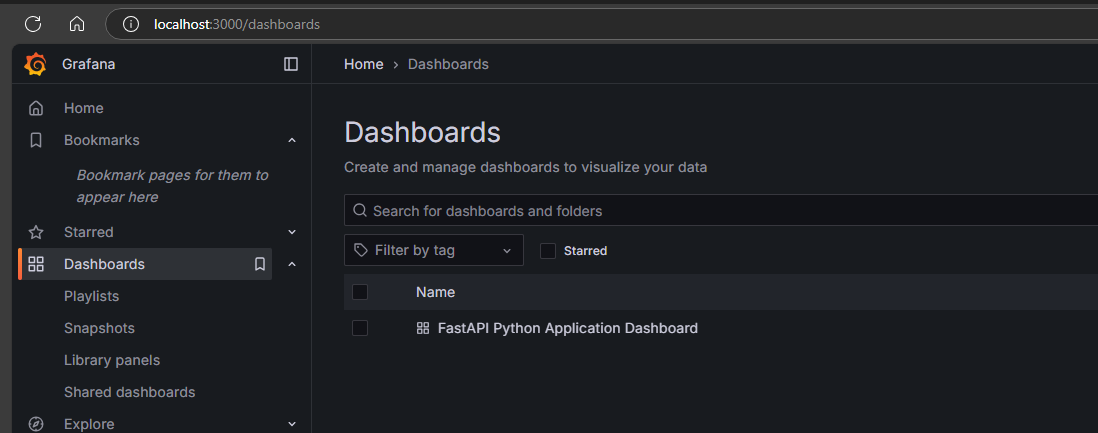 localhost:3000/dashboards
Grafana
Home › Dashboards
Home
Bookmarks
Bookmark pages for them to
appear here
Starred
Dashboards
Playlists
Snapshots
Library panels
Shared dashboards
Explore
Dashboards
Create and manage dashboards to visualize your data
Search for dashboards and folders
Filter by tag
Starred
Name
FastAPI Python Application Dashboard